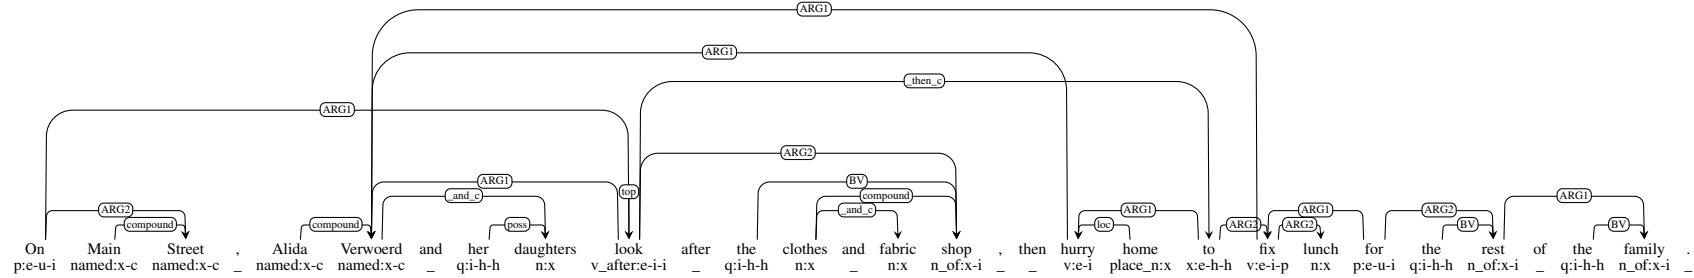 ARG1
ARG1
_then_c
ARG1
ARG2
ARG1 top BV
_and_c compound
ARG2 _and_c ARG1 ARG2 ARG1 ARG2 ARG1
compound compound poss loc ARG2 BV BV
On Main Street , Alida Verwoerd and her daughters look after the clothes and fabric shop , then hurry home to fix lunch for the rest of the family .
p:e-u-i named:x-c named:x-c _ named:x-c named:x-c _ q:i-h-h n:x v_after:e-i-i _ q:i-h-h n:x _ n:x n_of:x-i _ _ v:e-i place_n:x x:e-h-h v:e-i-p n:x p:e-u-i q:i-h-h n_of:x-i _ q:i-h-h n_of:x-i _